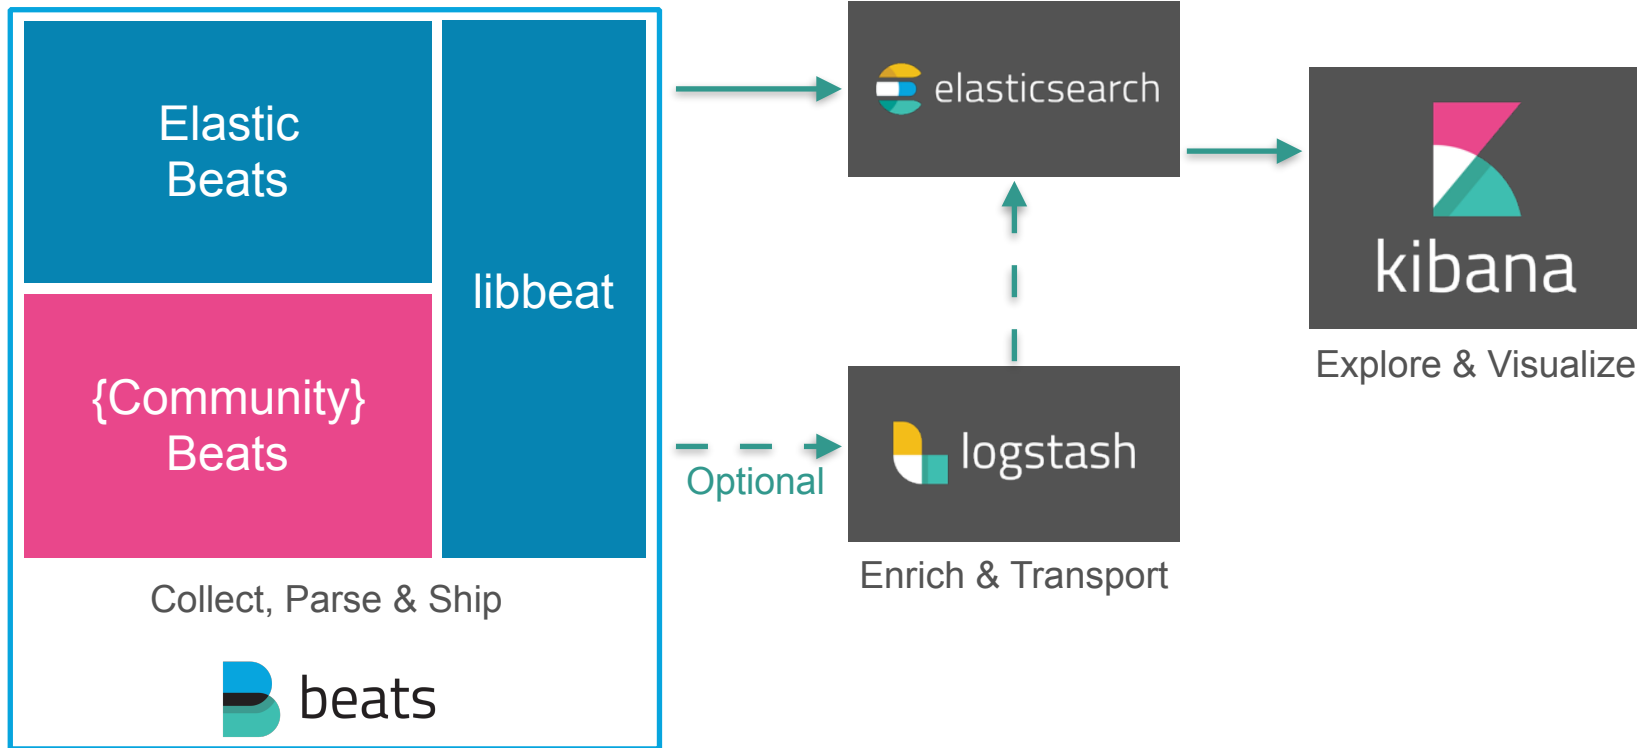 Elastic
Beats
{Community}
Beats
libbeat
Collect, Parse & Ship
beats
Optional
elasticsearch
logstash
Enrich & Transport
kibana
Explore & Visualize